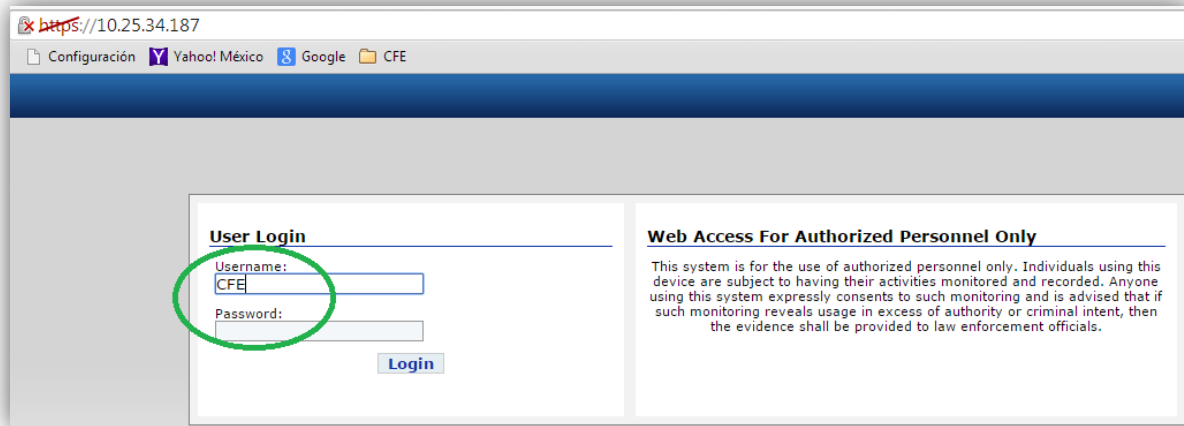 https://10.25.34.187
Configuración Yahoo! México Google CFE
User Login
Username:
CFE
Password:
Login
Web Access For Authorized Personnel Only
This system is for the use of authorized personnel only. Individuals using this
device are subject to having their activities monitored and recorded. Anyone
using this system expressly consents to such monitoring and is advised that if
such monitoring reveals usage in excess of authority or criminal intent, then
the evidence shall be provided to law enforcement officials.